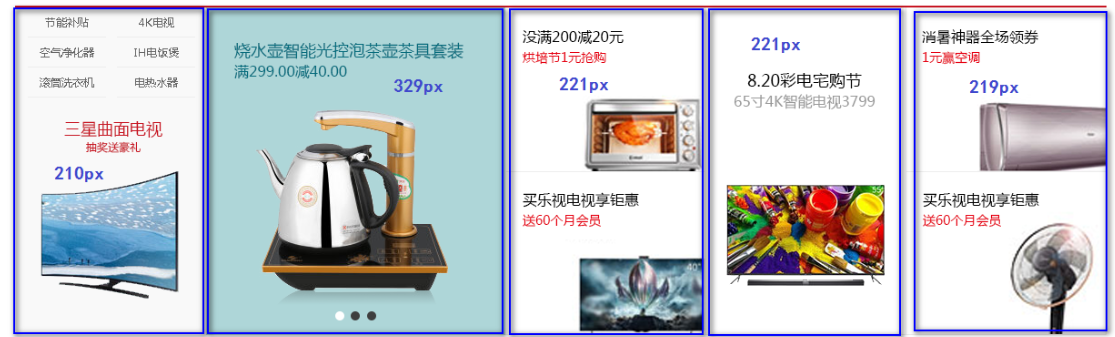 节能补贴
4K电视
空气净化器
IH电饭煲
滚筒洗衣机
电热水器
三星曲面电视
抽奖送豪礼
210px
烧水壶智能光控泡茶壶茶具套装
满299.00减40.00
329px
没满200减20元
烘培节1元抢购
221px
买乐视电视享钜惠
送60个月会员
40"
221px
8.20彩电宅购节
65寸4K智能电视3799
55"
消暑神器全场领券
1元赢空调
219px
买乐视电视享钜惠
送60个月会员